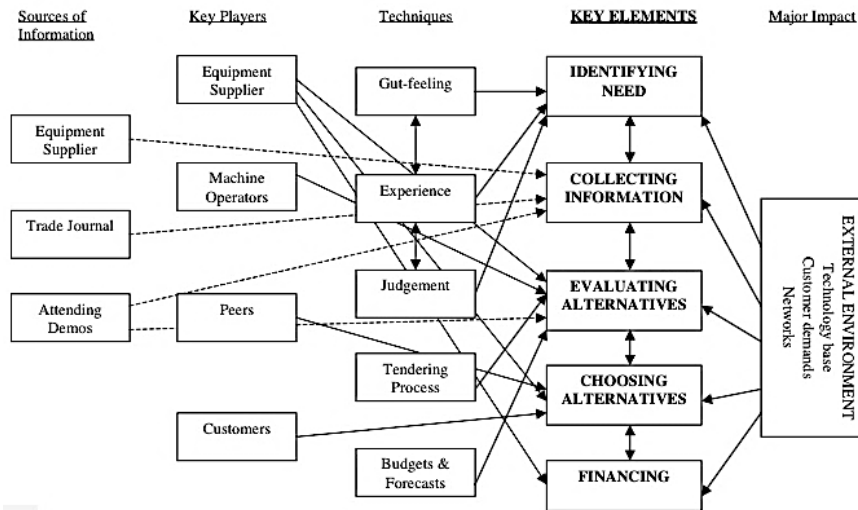 Sources of
Information
Key Players
Techniques
KEY ELEMENTS
Major Impact
Equipment
Supplier
Trade Journal
Attending
Demos
Equipment
Supplier
Machine
Operators
Peers
Customers
Gut-feeling
Experience
Judgement
Tendering
Process
Budgets &
Forecasts
IDENTIFYING
NEED
COLLECTING
INFORMATION
EVALUATING
ALTERNATIVES
CHOOSING
ALTERNATIVES
FINANCING
EXTERNAL ENVIRONMENT
Technology base
Customer demands
Networks